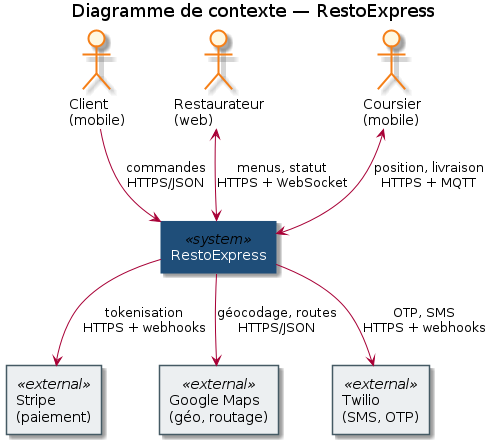 Diagramme de contexte — RestoExpress
Client
(mobile)
Restaurateur
(web)
Coursier
(mobile)
commandes
HTTPS/JSON
menus, statut
HTTPS + WebSocket
position, livraison
HTTPS + MQTT
«system»
RestoExpress
tokenisation
HTTPS + webhooks
géocodage, routes
HTTPS/JSON
OTP, SMS
HTTPS + webhooks
«external»
Stripe
(paiement)
«external»
Google Maps
(géo, routage)
«external»
Twilio
(SMS, OTP)